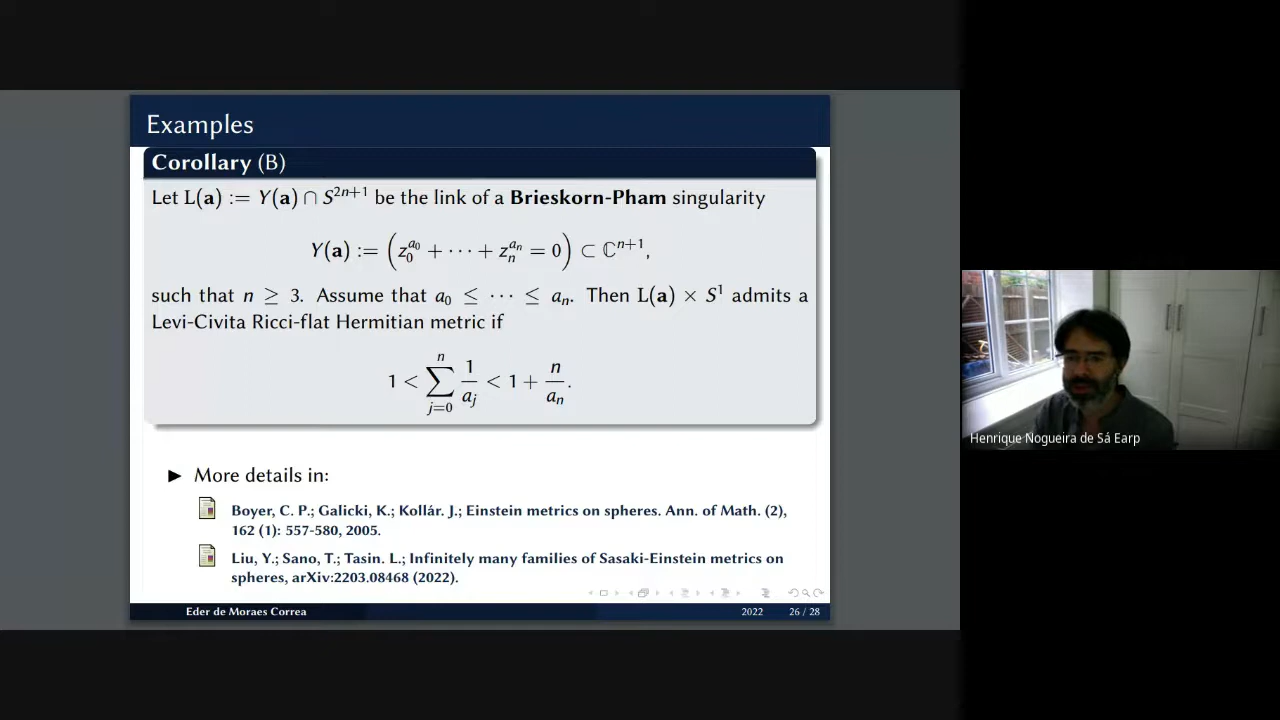 Examples
Corollary (B)
Let L(a) := Y(a) ∩ S^{2n+1} be the link of a Brieskorn-Pham singularity
Y(a) := (z_0^{a_0} + ··· + z_n^{a_n} = 0) ⊂ ℂ^{n+1},
such that n ≥ 3. Assume that a_0 ≤ ··· ≤ a_n. Then L(a) × S^1 admits a
Levi-Civita Ricci-flat Hermitian metric if
1 < ∑_{j=0}^{n} 1/a_j < 1 + n/a_n.
▶ More details in:
Boyer, C. P.; Galicki, K.; Kollár. J.; Einstein metrics on spheres. Ann. of Math. (2),
162 (1): 557-580, 2005.
Liu, Y.; Sano, T.; Tasin. L.; Infinitely many families of Sasaki-Einstein metrics on
spheres, arXiv:2203.08468 (2022).
Eder de Moraes Correa 2022 26 / 28
Henrique Nogueira de Sá Earp